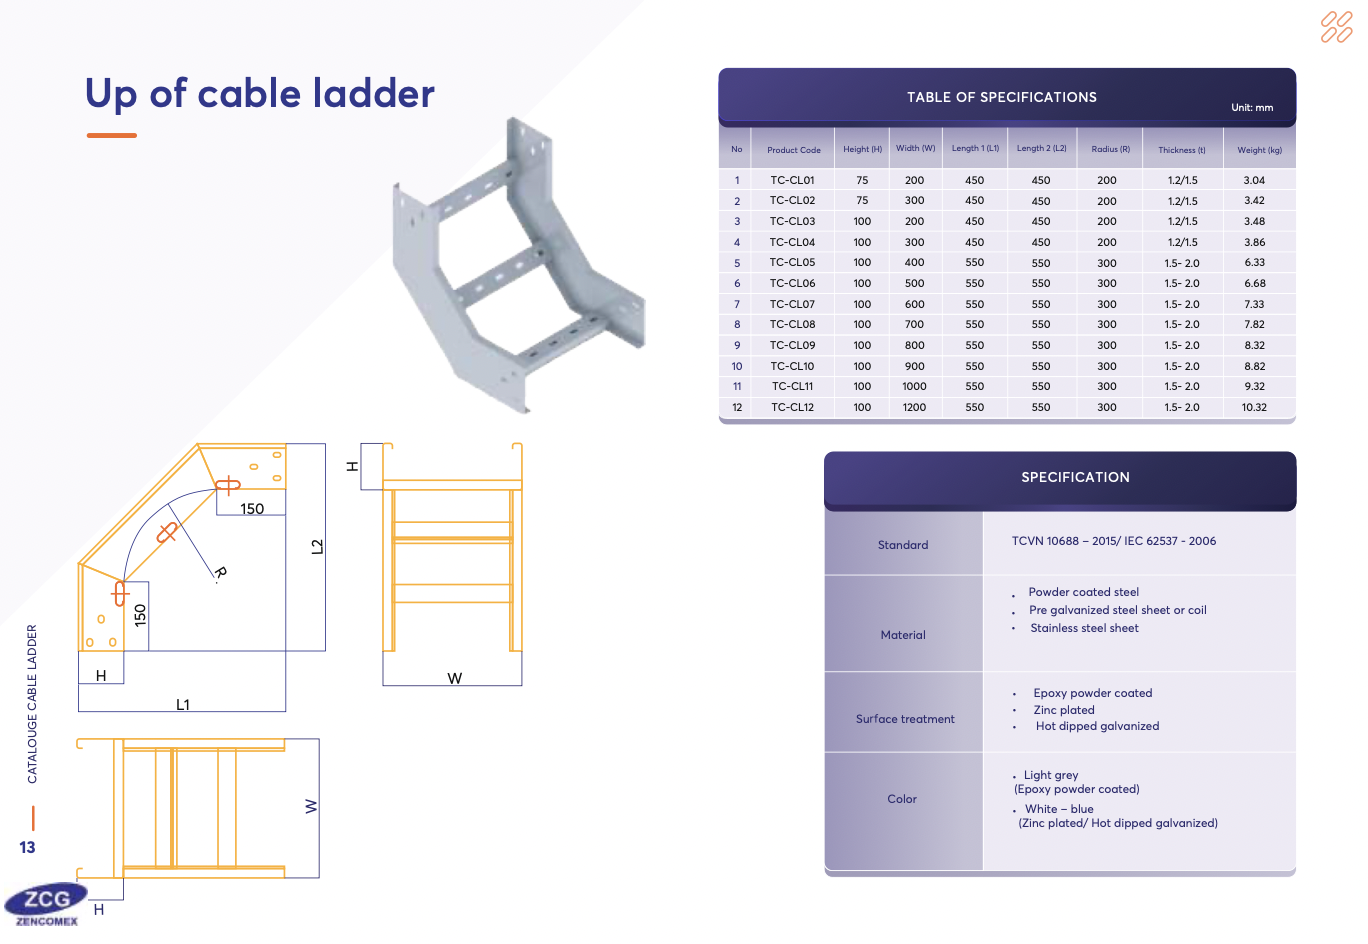 Up of cable ladder
H
150
L2
R
150
H
L1
W
W
H
CATALOUGE CABLE LADDER
13
ZCG
ZENCOMEX
TABLE OF SPECIFICATIONS
Unit: mm
No Product Code Height (H) Width (W) Length 1 (L1) Length 2 (L2) Radius (R) Thickness (t) Weight (kg)
1 TC-CL01 75 200 450 450 200 1.2/1.5 3.04
2 TC-CL02 75 300 450 450 200 1.2/1.5 3.42
3 TC-CL03 100 200 450 450 200 1.2/1.5 3.48
4 TC-CL04 100 300 450 450 200 1.2/1.5 3.86
5 TC-CL05 100 400 550 550 300 1.5- 2.0 6.33
6 TC-CL06 100 500 550 550 300 1.5- 2.0 6.68
7 TC-CL07 100 600 550 550 300 1.5- 2.0 7.33
8 TC-CL08 100 700 550 550 300 1.5- 2.0 7.82
9 TC-CL09 100 800 550 550 300 1.5- 2.0 8.32
10 TC-CL10 100 900 550 550 300 1.5- 2.0 8.82
11 TC-CL11 100 1000 550 550 300 1.5- 2.0 9.32
12 TC-CL12 100 1200 550 550 300 1.5- 2.0 10.32
SPECIFICATION
Standard TCVN 10688 – 2015/ IEC 62537 - 2006
Material
• Powder coated steel
• Pre galvanized steel sheet or coil
• Stainless steel sheet
Surface treatment
• Epoxy powder coated
• Zinc plated
• Hot dipped galvanized
Color
• Light grey
(Epoxy powder coated)
• White – blue
(Zinc plated/ Hot dipped galvanized)